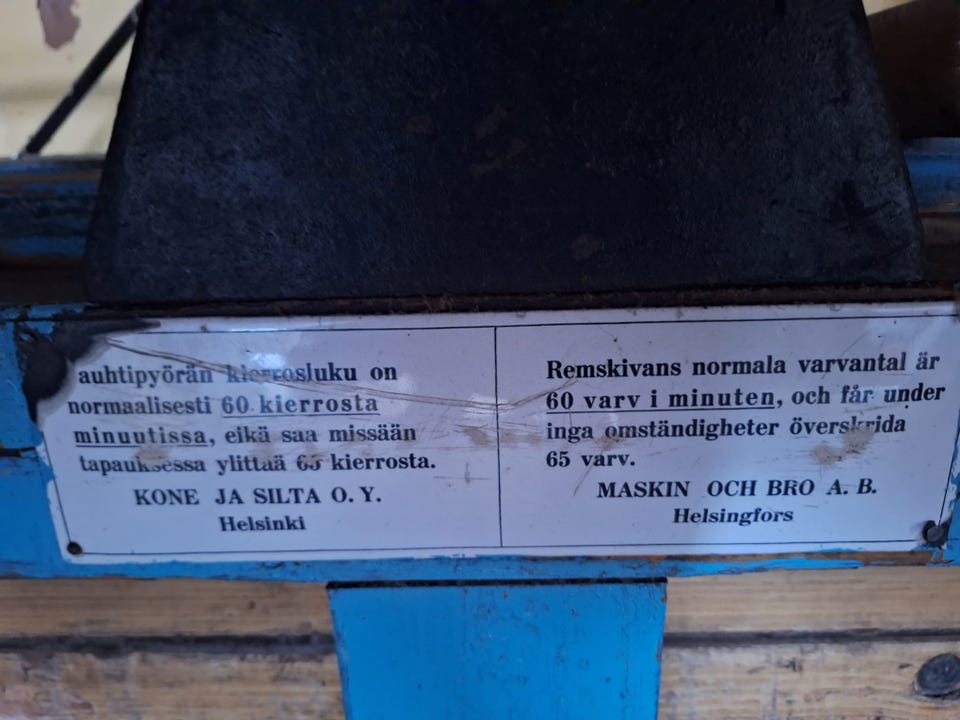 auhtipyörän kierrosluku on
normaalisesti 60 kierrosta
minuutissa, eikä saa missään
tapauksessa ylittää 65 kierrosta.
KONE JA SILTA O. Y.
Helsinki
Remskivans normala varvantal är
60 varv i minuten, och får under
inga omständigheter överskrida
65 varv.
MASKIN OCH BRO A. B.
Helsingfors